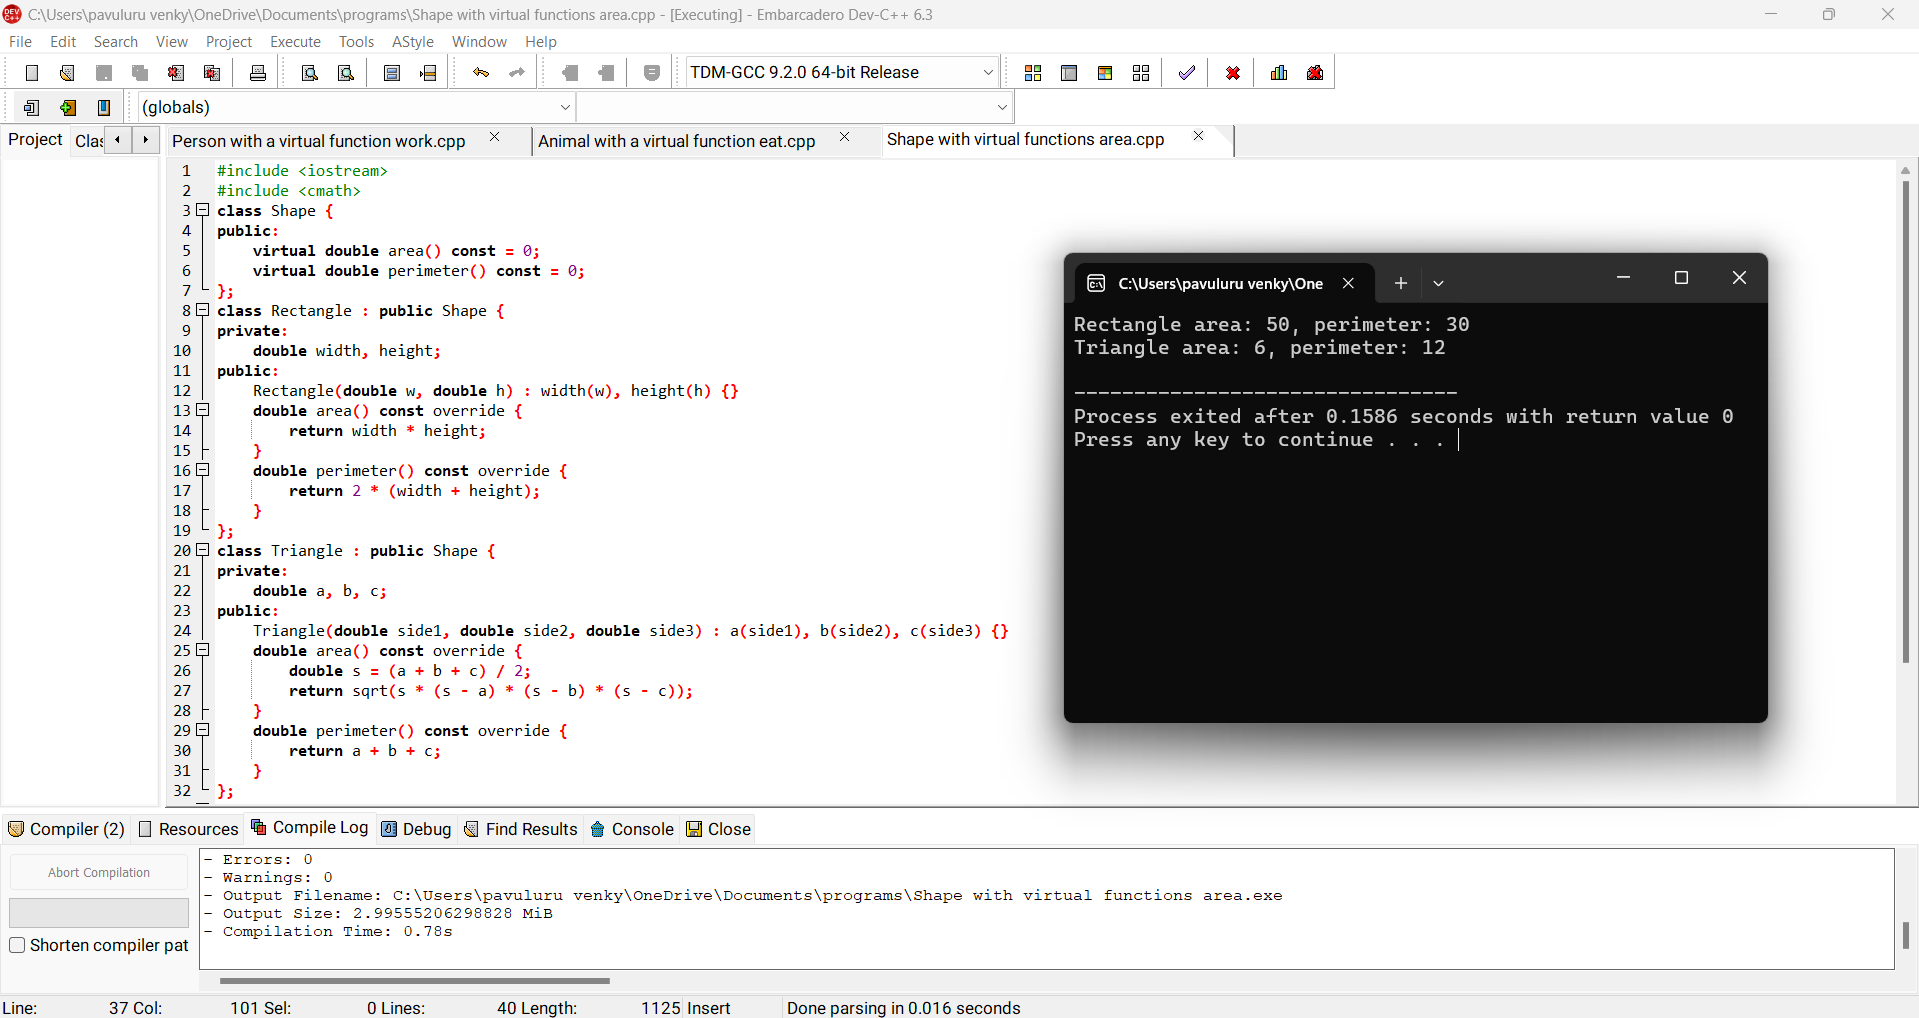 C:\Users\pavuluru venky\OneDrive\Documents\programs\Shape with virtual functions area.cpp - [Executing] - Embarcadero Dev-C++ 6.3
File Edit Search View Project Execute Tools AStyle Window Help
TDM-GCC 9.2.0 64-bit Release
(globals)
Project Clas Person with a virtual function work.cpp Animal with a virtual function eat.cpp Shape with virtual functions area.cpp
1 #include <iostream>
2 #include <cmath>
3 class Shape {
4 public:
5     virtual double area() const = 0;
6     virtual double perimeter() const = 0;
7 };
8 class Rectangle : public Shape {
9 private:
10     double width, height;
11 public:
12     Rectangle(double w, double h) : width(w), height(h) {}
13     double area() const override {
14         return width * height;
15     }
16     double perimeter() const override {
17         return 2 * (width + height);
18     }
19 };
20 class Triangle : public Shape {
21 private:
22     double a, b, c;
23 public:
24     Triangle(double side1, double side2, double side3) : a(side1), b(side2), c(side3) {}
25     double area() const override {
26         double s = (a + b + c) / 2;
27         return sqrt(s * (s - a) * (s - b) * (s - c));
28     }
29     double perimeter() const override {
30         return a + b + c;
31     }
32 };
C:\Users\pavuluru venky\One
Rectangle area: 50, perimeter: 30
Triangle area: 6, perimeter: 12
--------------------------------
Process exited after 0.1586 seconds with return value 0
Press any key to continue . . .
Compiler (2) Resources Compile Log Debug Find Results Console Close
Abort Compilation
Shorten compiler pat
- Errors: 0
- Warnings: 0
- Output Filename: C:\Users\pavuluru venky\OneDrive\Documents\programs\Shape with virtual functions area.exe
- Output Size: 2.99555206298828 MiB
- Compilation Time: 0.78s
Line: 37 Col: 101 Sel: 0 Lines: 40 Length: 1125 Insert Done parsing in 0.016 seconds